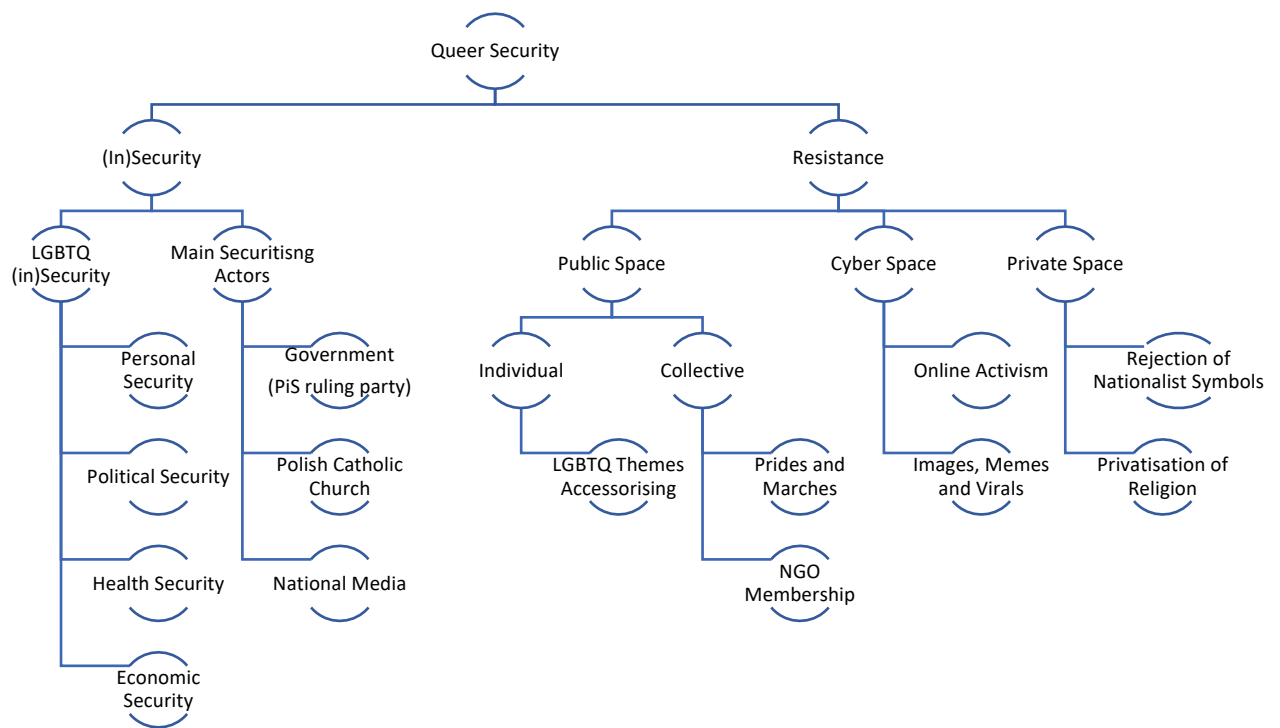 Queer Security
(In)Security
Resistance
LGBTQ
(in)Security
Main Securitisng
Actors
Public Space
Cyber Space
Private Space
Personal
Security
Government
(PiS ruling party)
Individual
Collective
Online Activism
Rejection of
Nationalist Symbols
Political Security
Polish Catholic
Church
LGBTQ Themes
Accessorising
Prides and
Marches
Images, Memes
and Virals
Privatisation of
Religion
Health Security
National Media
NGO
Membership
Economic
Security